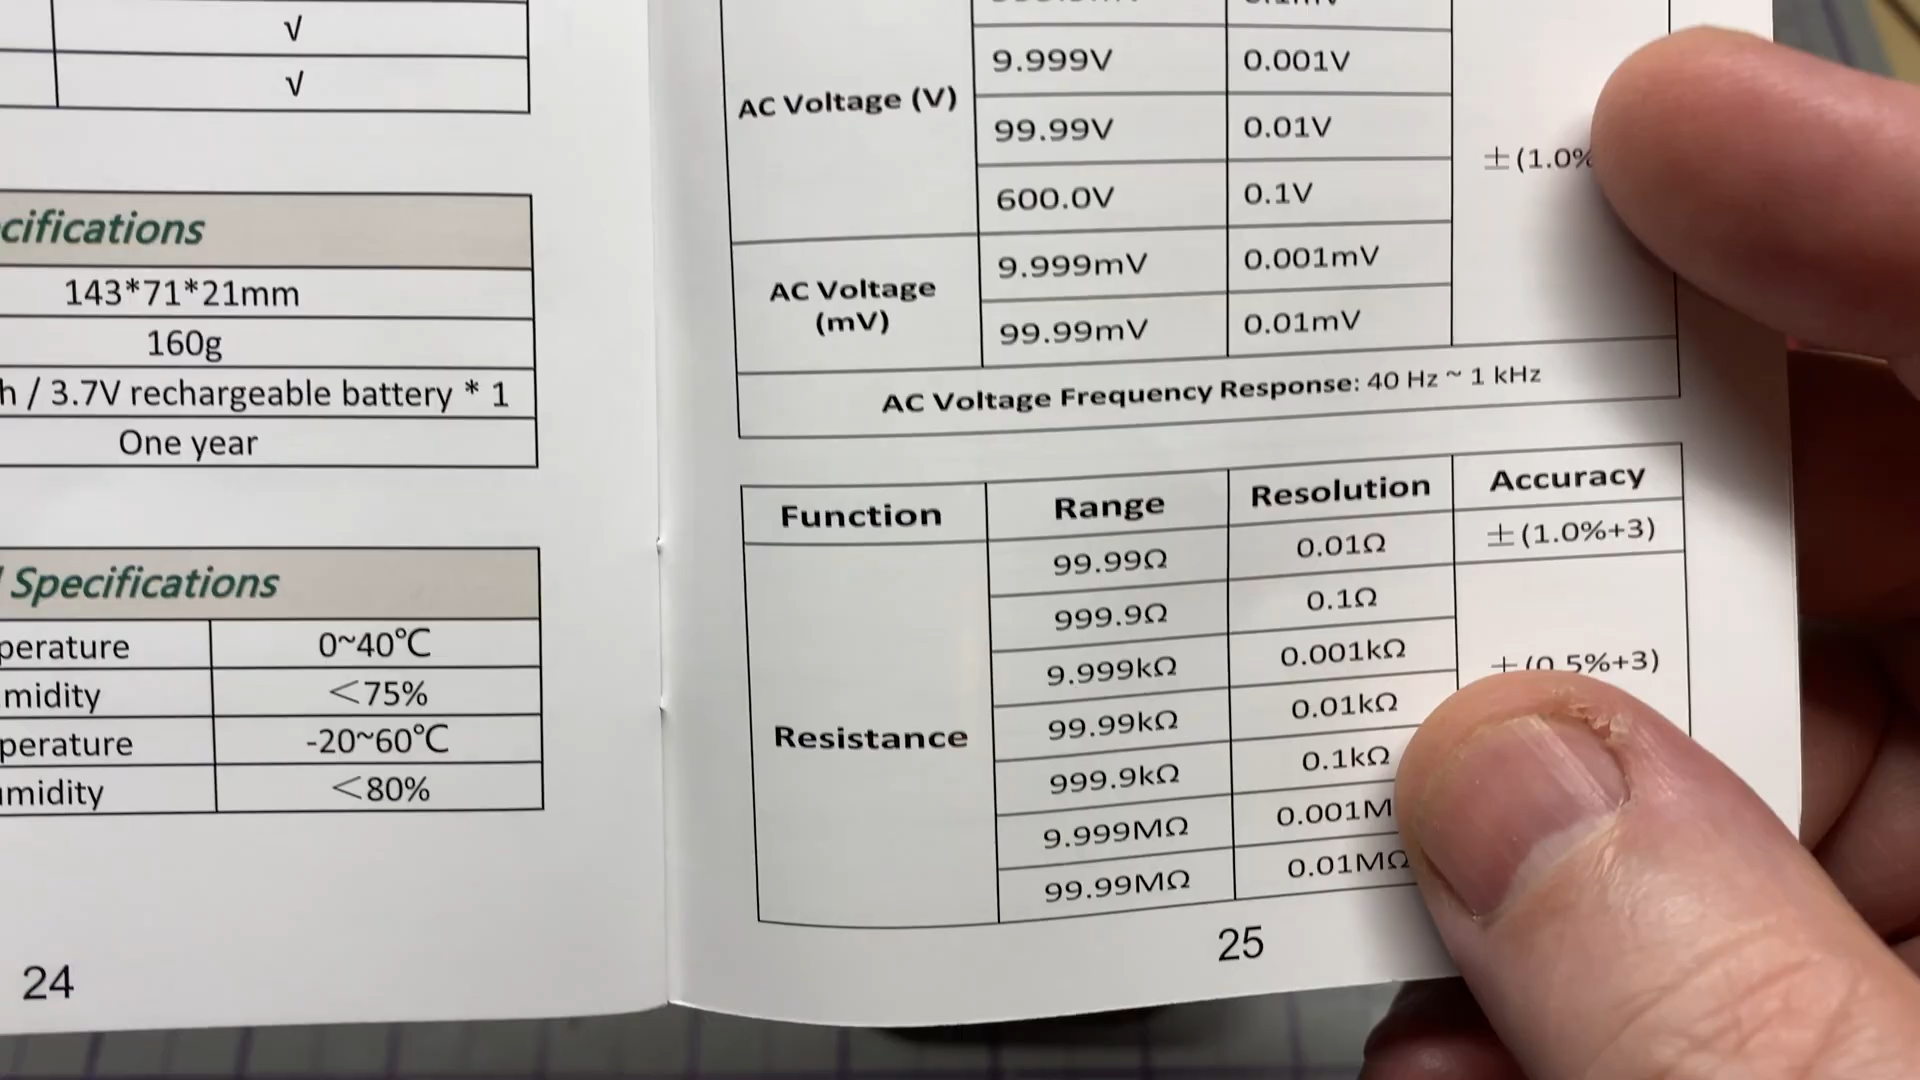 √
√
cifications
143*71*21mm
160g
h / 3.7V rechargeable battery * 1
One year
Specifications
perature 0~40℃
midity <75%
perature -20~60℃
midity <80%
24
9.999V 0.001V
AC Voltage (V)
99.99V 0.01V
±(1.0%
600.0V 0.1V
9.999mV 0.001mV
AC Voltage
(mV)
99.99mV 0.01mV
AC Voltage Frequency Response: 40 Hz ~ 1 kHz
Function Range Resolution Accuracy
99.99Ω 0.01Ω ±(1.0%+3)
999.9Ω 0.1Ω
9.999kΩ 0.001kΩ ±(0.5%+3)
99.99kΩ 0.01kΩ
Resistance
999.9kΩ 0.1kΩ
9.999MΩ 0.001M
99.99MΩ 0.01MΩ
25